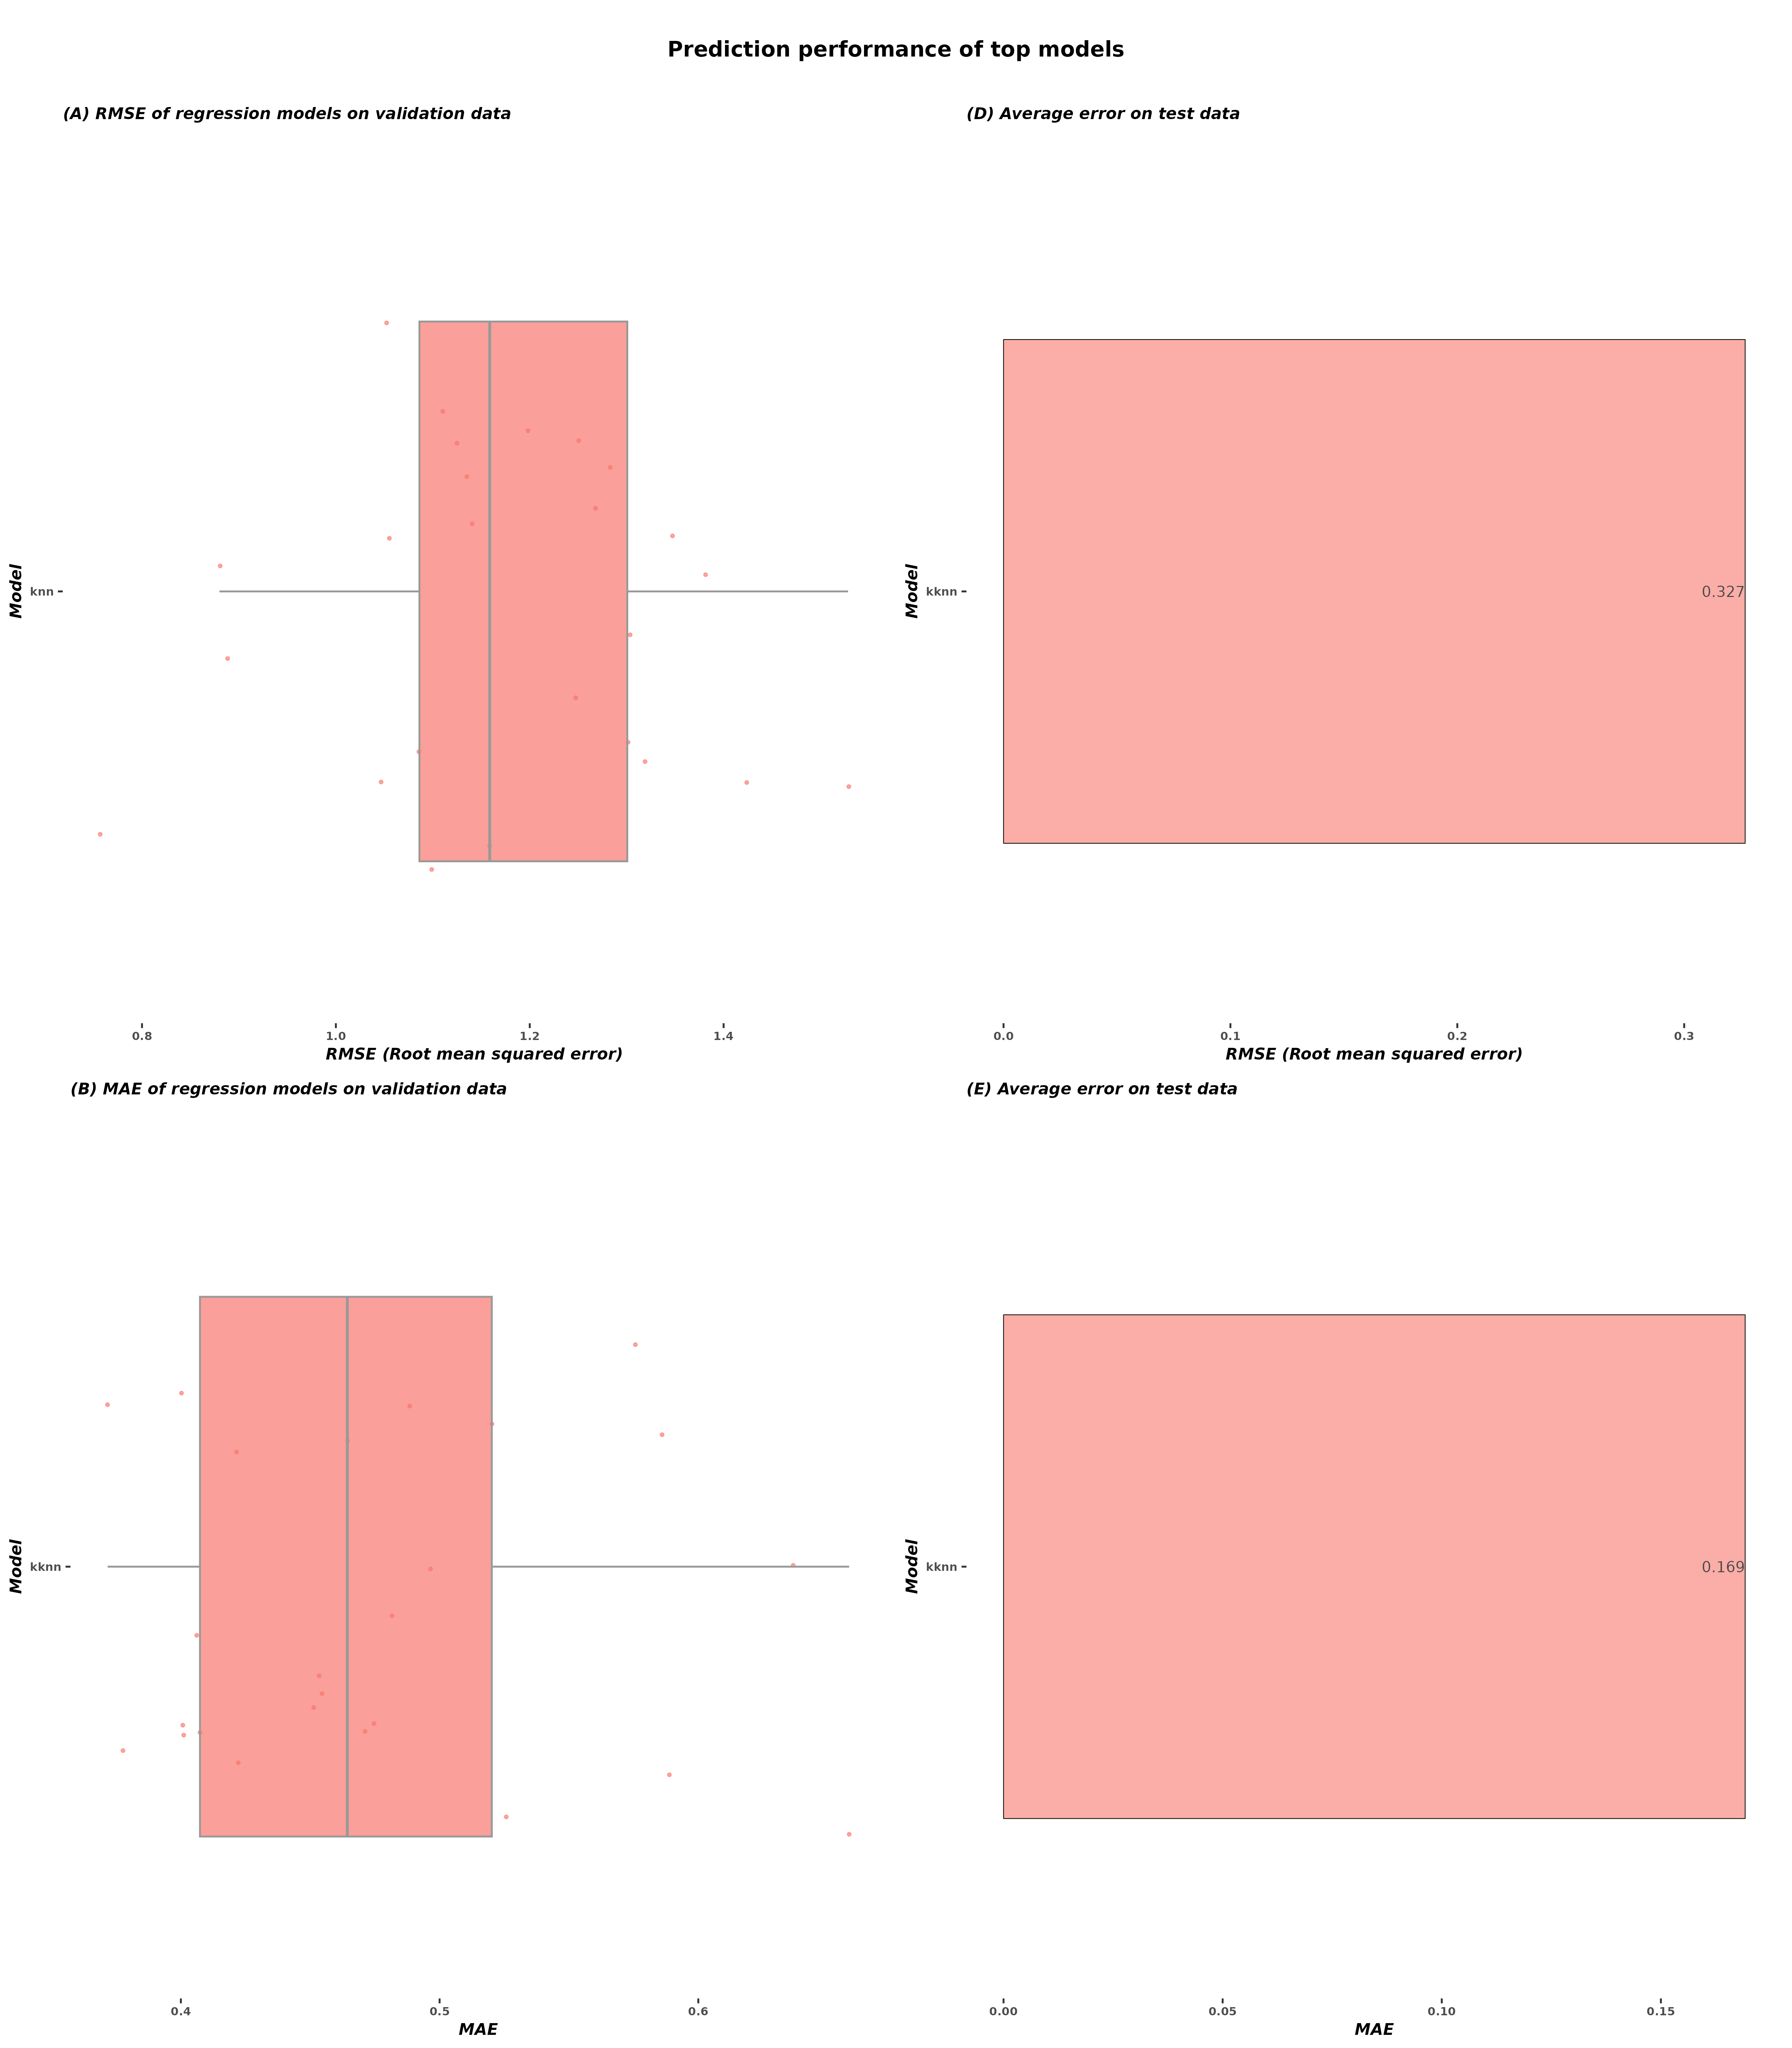 Prediction performance of top models
(A) RMSE of regression models on validation data
Model
knn
0.8 1.0 1.2 1.4
RMSE (Root mean squared error)
(D) Average error on test data
Model
kknn
0.327
0.0 0.1 0.2 0.3
RMSE (Root mean squared error)
(B) MAE of regression models on validation data
Model
kknn
0.4 0.5 0.6
MAE
(E) Average error on test data
Model
kknn
0.169
0.00 0.05 0.10 0.15
MAE